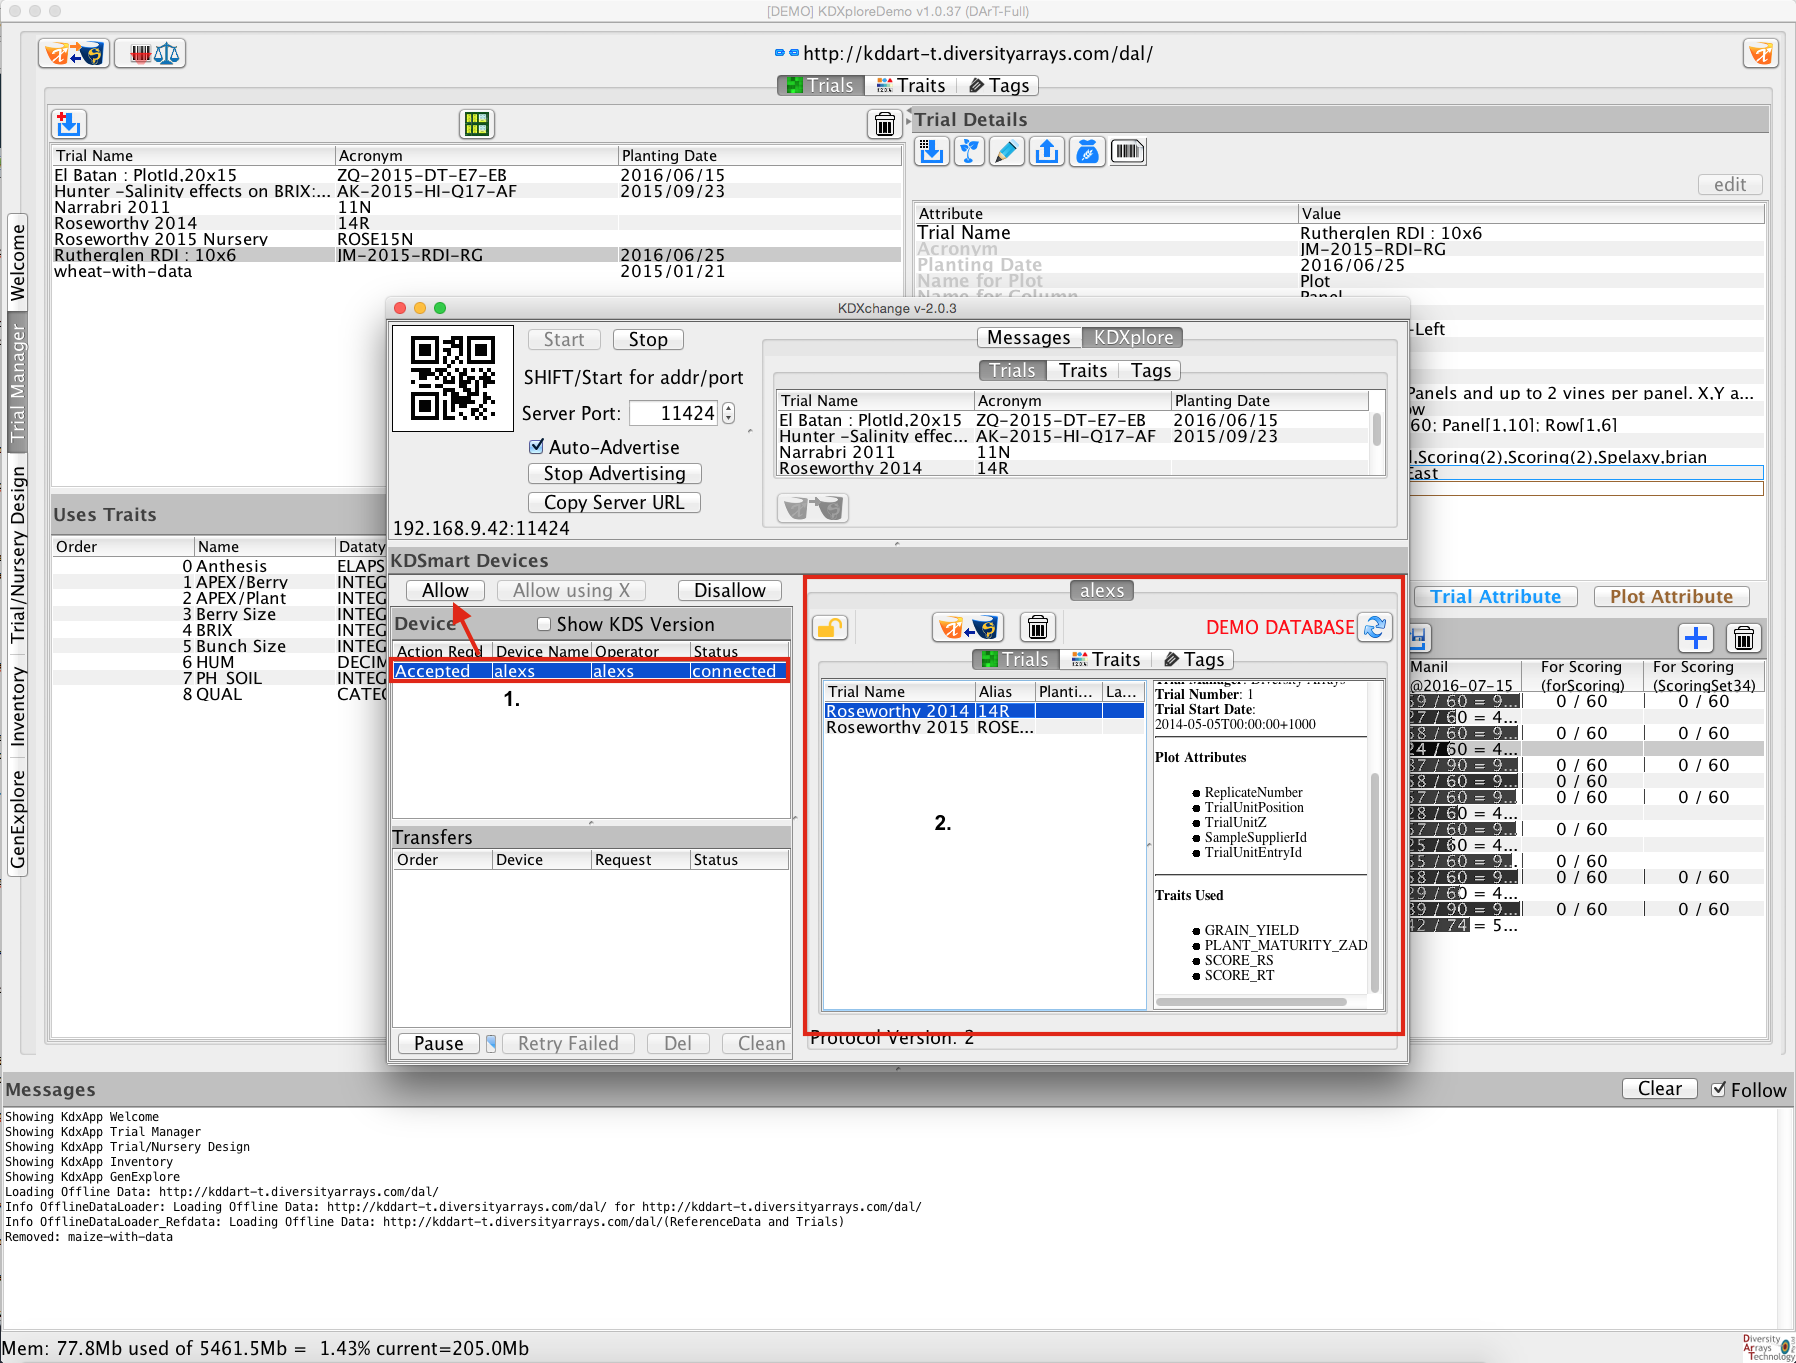 [DEMO] KDXploreDemo v1.0.37 (DArT-Full)
http://kddart-t.diversityarrays.com/dal/
Trials Traits Tags
Welcome
Trial Manager
Trial/Nursery Design
Inventory
GenExplore
Trial Name Acronym Planting Date
El Batan : PlotId,20x15 ZQ-2015-DT-E7-EB 2016/06/15
Hunter -Salinity effects on BRIX:... AK-2015-HI-Q17-AF 2015/09/23
Narrabri 2011 11N
Roseworthy 2014 14R
Roseworthy 2015 Nursery ROSE15N
Rutherglen RDI : 10x6 JM-2015-RDI-RG 2016/06/25
wheat-with-data 2015/01/21
Trial Details
edit
Attribute Value
Trial Name Rutherglen RDI : 10x6
Acronym JM-2015-RDI-RG
Planting Date 2016/06/25
Name for Plot Plot
Name for Column Panel
-Left
Panels and up to 2 vines per panel. X,Y a...
60; Panel[1,10]; Row[1,6]
l,Scoring(2),Scoring(2),Spelaxy,brian
East
Trial Attribute Plot Attribute
Uses Traits
Order Name Dataty
0 Anthesis ELAPS
1 APEX/Berry INTEG
2 APEX/Plant INTEG
3 Berry Size INTEG
4 BRIX INTEG
5 Bunch Size INTEG
6 HUM DECIM
7 PH_SOIL INTEG
8 QUAL CATEG
KDXchange v-2.0.3
Start Stop
SHIFT/Start for addr/port
Server Port: 11424
Auto-Advertise
Stop Advertising
Copy Server URL
192.168.9.42:11424
Messages KDXplore
Trials Traits Tags
Trial Name Acronym Planting Date
El Batan : PlotId,20x15 ZQ-2015-DT-E7-EB 2016/06/15
Hunter -Salinity effec... AK-2015-HI-Q17-AF 2015/09/23
Narrabri 2011 11N
Roseworthy 2014 14R
KDSmart Devices
Allow Allow using X Disallow
Device Show KDS Version
Action Reqd Device Name Operator Status
Accepted alexs alexs connected
1.
Transfers
Order Device Request Status
Pause Retry Failed Del Clean
alexs
DEMO DATABASE
Trials Traits Tags
Trial Name Alias Planti... La...
Roseworthy 2014 14R
Roseworthy 2015 ROSE...
2.
Trial Manager: Diversity Arrays
Trial Number: 1
Trial Start Date:
2014-05-05T00:00:00+1000
Plot Attributes
ReplicateNumber
TrialUnitPosition
TrialUnitZ
SampleSupplierId
TrialUnitEntryId
Traits Used
GRAIN_YIELD
PLANT_MATURITY_ZAD
SCORE_RS
SCORE_RT
Protocol Version: 2
Manil For Scoring For Scoring
@2016-07-15 (forScoring) (ScoringSet34)
59 / 60 = 9... 0 / 60 0 / 60
27 / 60 = 4...
58 / 60 = 9... 0 / 60 0 / 60
24 / 60 = 4...
87 / 90 = 9... 0 / 60 0 / 60
58 / 60 = 9... 0 / 60
57 / 60 = 9... 0 / 60 0 / 60
28 / 60 = 4...
57 / 60 = 9... 0 / 60
25 / 60 = 4...
55 / 60 = 9... 0 / 60
58 / 60 = 9... 0 / 60 0 / 60
29 / 60 = 4...
89 / 90 = 9... 0 / 60 0 / 60
42 / 74 = 5...
Messages
Clear Follow
Showing KdxApp Welcome
Showing KdxApp Trial Manager
Showing KdxApp Trial/Nursery Design
Showing KdxApp Inventory
Showing KdxApp GenExplore
Loading Offline Data: http://kddart-t.diversityarrays.com/dal/
Info OfflineDataLoader: Loading Offline Data: http://kddart-t.diversityarrays.com/dal/ for http://kddart-t.diversityarrays.com/dal/
Info OfflineDataLoader_Refdata: Loading Offline Data: http://kddart-t.diversityarrays.com/dal/(ReferenceData and Trials)
Removed: maize-with-data
Mem: 77.8Mb used of 5461.5Mb = 1.43% current=205.0Mb
Diversity
Arrays
Technology